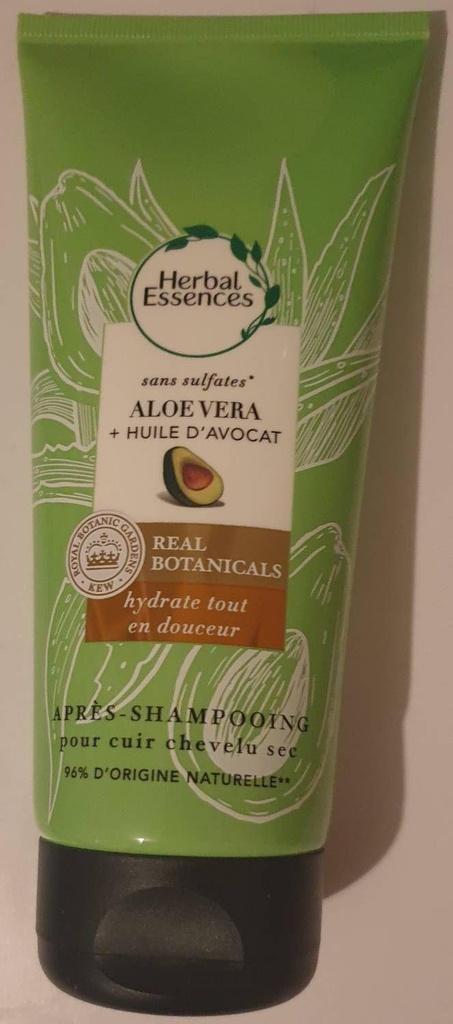 Herbal
Essences
sans sulfates*
ALOE VERA
+ HUILE D'AVOCAT
ROYAL BOTANIC GARDENS
• KEW •
REAL
BOTANICALS
hydrate tout
en douceur
APRÈS-SHAMPOOING
pour cuir chevelu sec
96% D'ORIGINE NATURELLE**